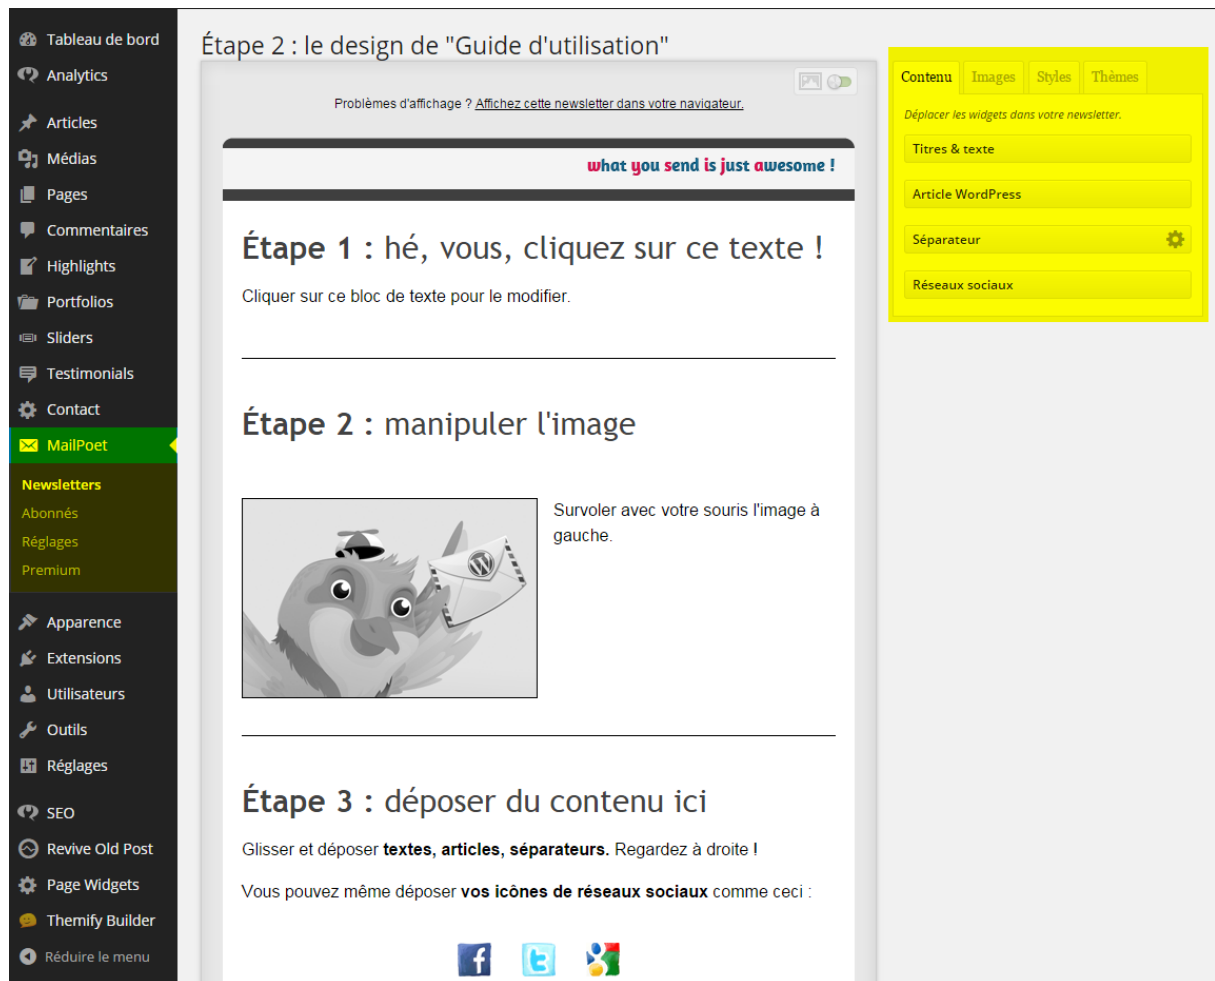 Tableau de bord
Analytics
Articles
Médias
Pages
Commentaires
Highlights
Portfolios
Sliders
Testimonials
Contact
MailPoet
Newsletters
Abonnés
Réglages
Premium
Apparence
Extensions
Utilisateurs
Outils
Réglages
SEO
Revive Old Post
Page Widgets
Themify Builder
Réduire le menu
Étape 2 : le design de "Guide d'utilisation"
Problèmes d'affichage ? Affichez cette newsletter dans votre navigateur.
what you send is just awesome !
Étape 1 : hé, vous, cliquez sur ce texte !
Cliquer sur ce bloc de texte pour le modifier.
Étape 2 : manipuler l'image
Survoler avec votre souris l'image à
gauche.
Étape 3 : déposer du contenu ici
Glisser et déposer textes, articles, séparateurs. Regardez à droite !
Vous pouvez même déposer vos icônes de réseaux sociaux comme ceci :
Contenu Images Styles Thèmes
Déplacer les widgets dans votre newsletter.
Titres & texte
Article WordPress
Séparateur
Réseaux sociaux